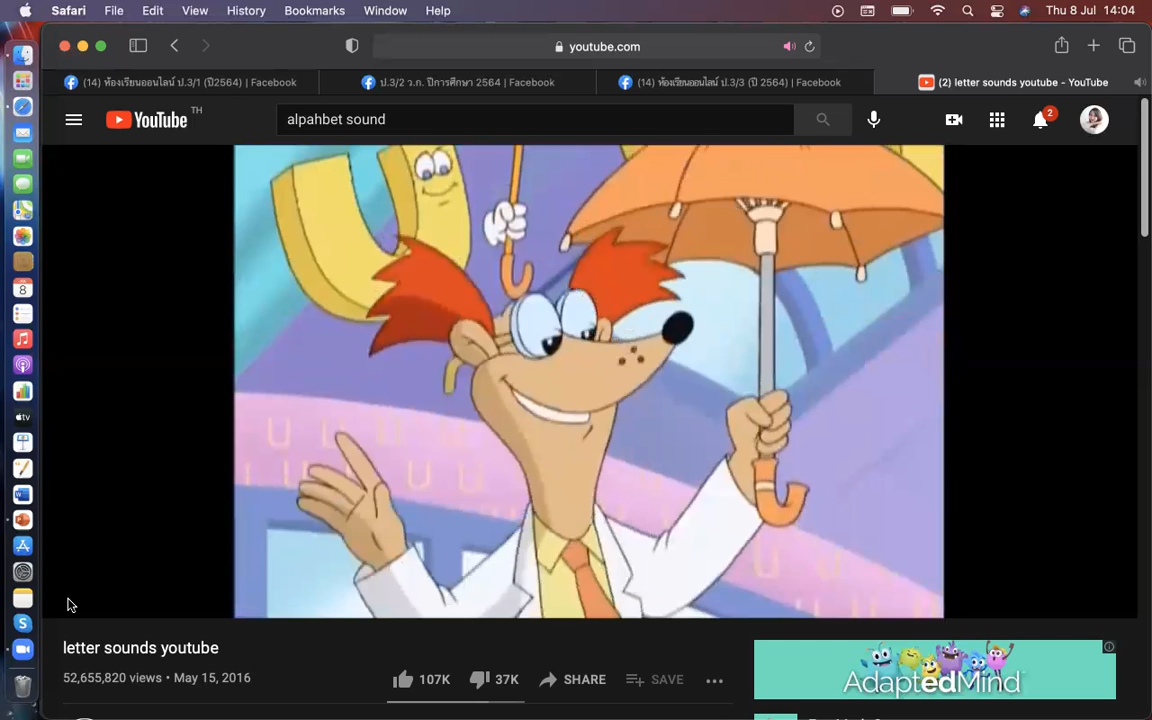 Safari File Edit View History Bookmarks Window Help Thu 8 Jul 14:04
youtube.com
(14) ห้องเรียนออนไลน์ ป.3/1 (ปี2564) | Facebook
ป.3/2 ว.ก. ปีการศึกษา 2564 | Facebook
(14) ห้องเรียนออนไลน์ ป.3/3 (ปี 2564) | Facebook
(2) letter sounds youtube - YouTube
YouTube TH
alpahbet sound
2
letter sounds youtube
52,655,820 views • May 15, 2016
107K 37K SHARE SAVE
AdaptedMind